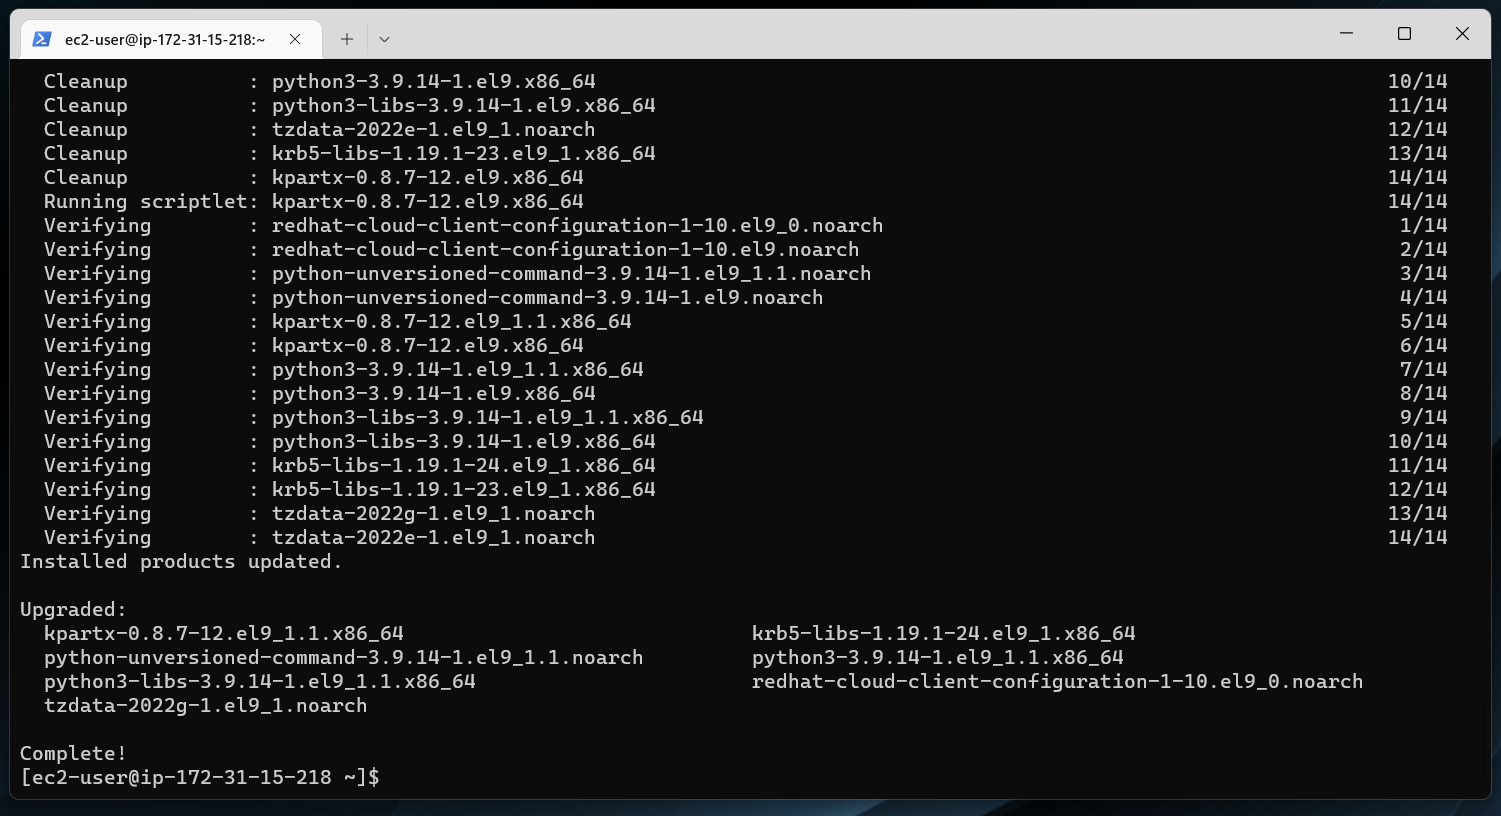 ec2-user@ip-172-31-15-218:~
Cleanup : python3-3.9.14-1.el9.x86_64 10/14
Cleanup : python3-libs-3.9.14-1.el9.x86_64 11/14
Cleanup : tzdata-2022e-1.el9_1.noarch 12/14
Cleanup : krb5-libs-1.19.1-23.el9_1.x86_64 13/14
Cleanup : kpartx-0.8.7-12.el9.x86_64 14/14
Running scriptlet: kpartx-0.8.7-12.el9.x86_64 14/14
Verifying : redhat-cloud-client-configuration-1-10.el9_0.noarch 1/14
Verifying : redhat-cloud-client-configuration-1-10.el9.noarch 2/14
Verifying : python-unversioned-command-3.9.14-1.el9_1.1.noarch 3/14
Verifying : python-unversioned-command-3.9.14-1.el9.noarch 4/14
Verifying : kpartx-0.8.7-12.el9_1.1.x86_64 5/14
Verifying : kpartx-0.8.7-12.el9.x86_64 6/14
Verifying : python3-3.9.14-1.el9_1.1.x86_64 7/14
Verifying : python3-3.9.14-1.el9.x86_64 8/14
Verifying : python3-libs-3.9.14-1.el9_1.1.x86_64 9/14
Verifying : python3-libs-3.9.14-1.el9.x86_64 10/14
Verifying : krb5-libs-1.19.1-24.el9_1.x86_64 11/14
Verifying : krb5-libs-1.19.1-23.el9_1.x86_64 12/14
Verifying : tzdata-2022g-1.el9_1.noarch 13/14
Verifying : tzdata-2022e-1.el9_1.noarch 14/14
Installed products updated.
Upgraded:
kpartx-0.8.7-12.el9_1.1.x86_64 krb5-libs-1.19.1-24.el9_1.x86_64
python-unversioned-command-3.9.14-1.el9_1.1.noarch python3-3.9.14-1.el9_1.1.x86_64
python3-libs-3.9.14-1.el9_1.1.x86_64 redhat-cloud-client-configuration-1-10.el9_0.noarch
tzdata-2022g-1.el9_1.noarch
Complete!
[ec2-user@ip-172-31-15-218 ~]$